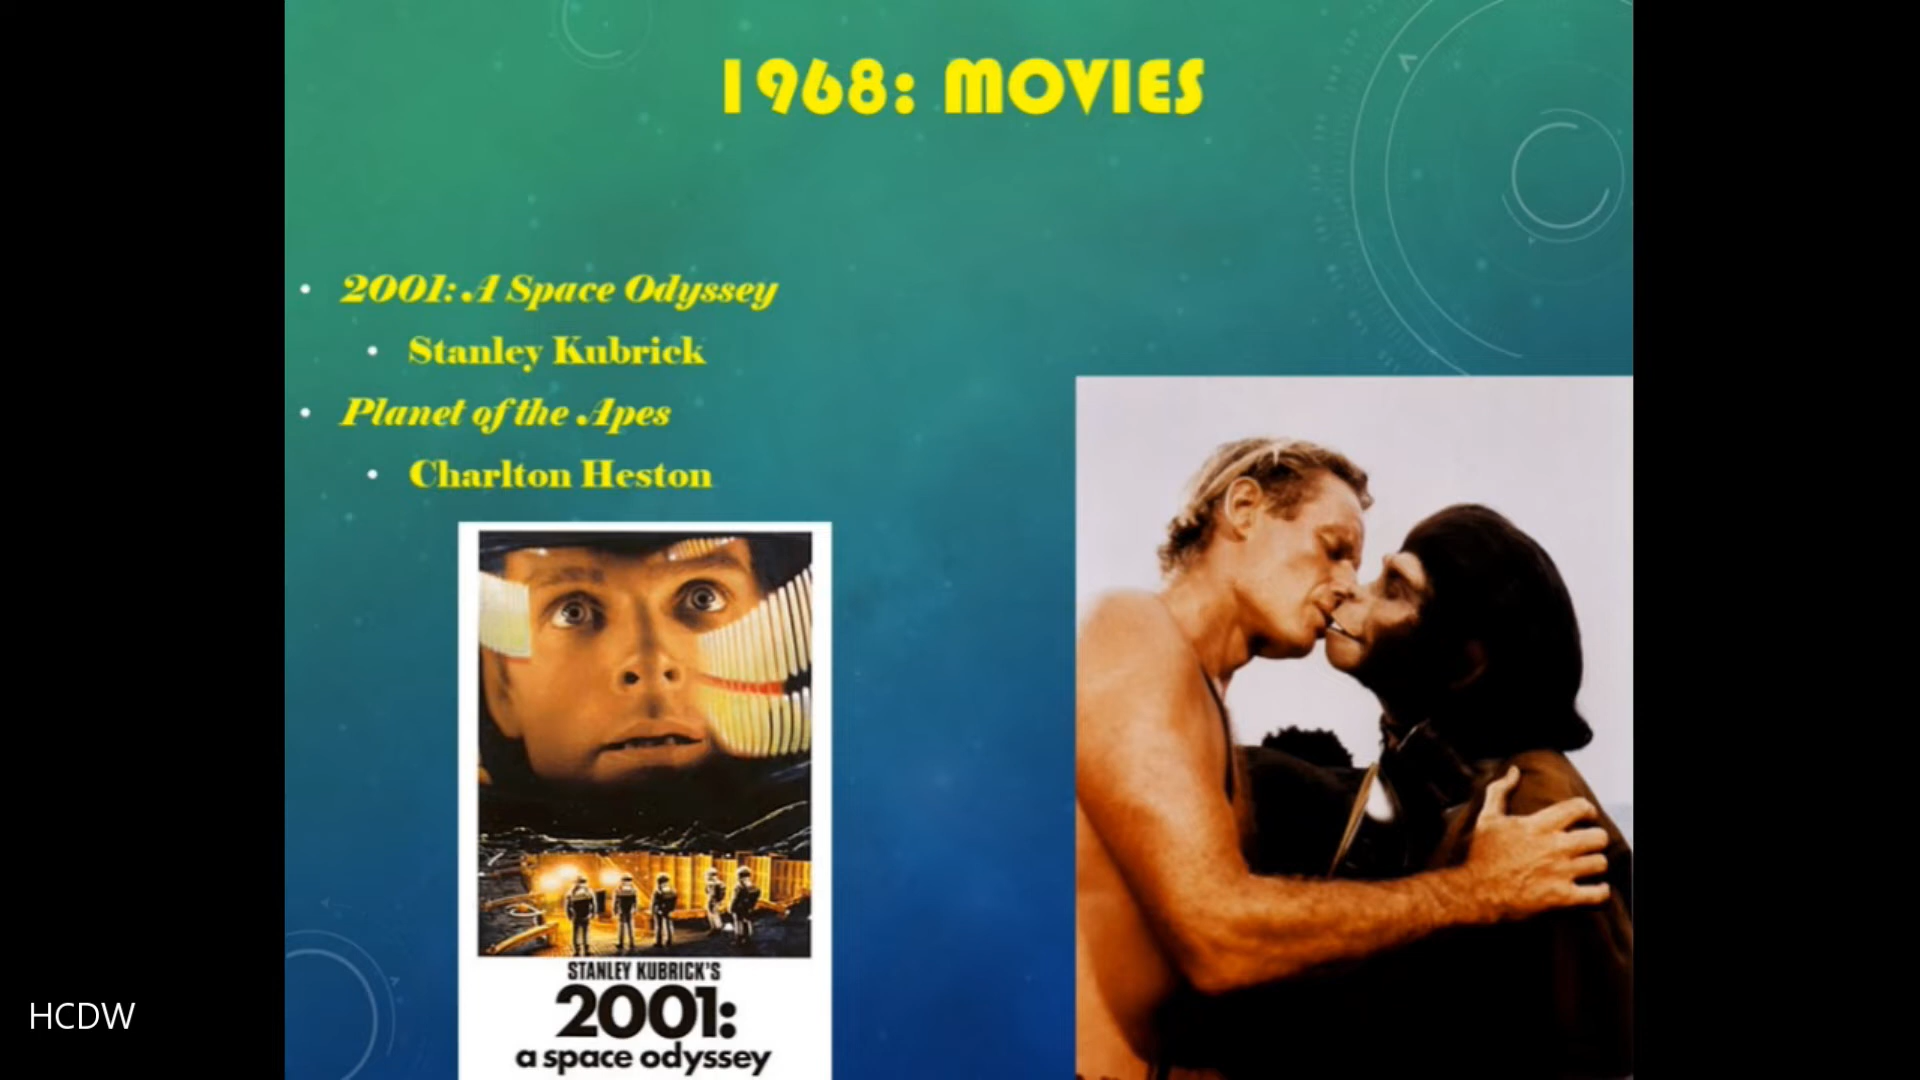 1968: MOVIES
2001: A Space Odyssey
Stanley Kubrick
Planet of the Apes
Charlton Heston
STANLEY KUBRICK'S
2001:
a space odyssey
HCDW